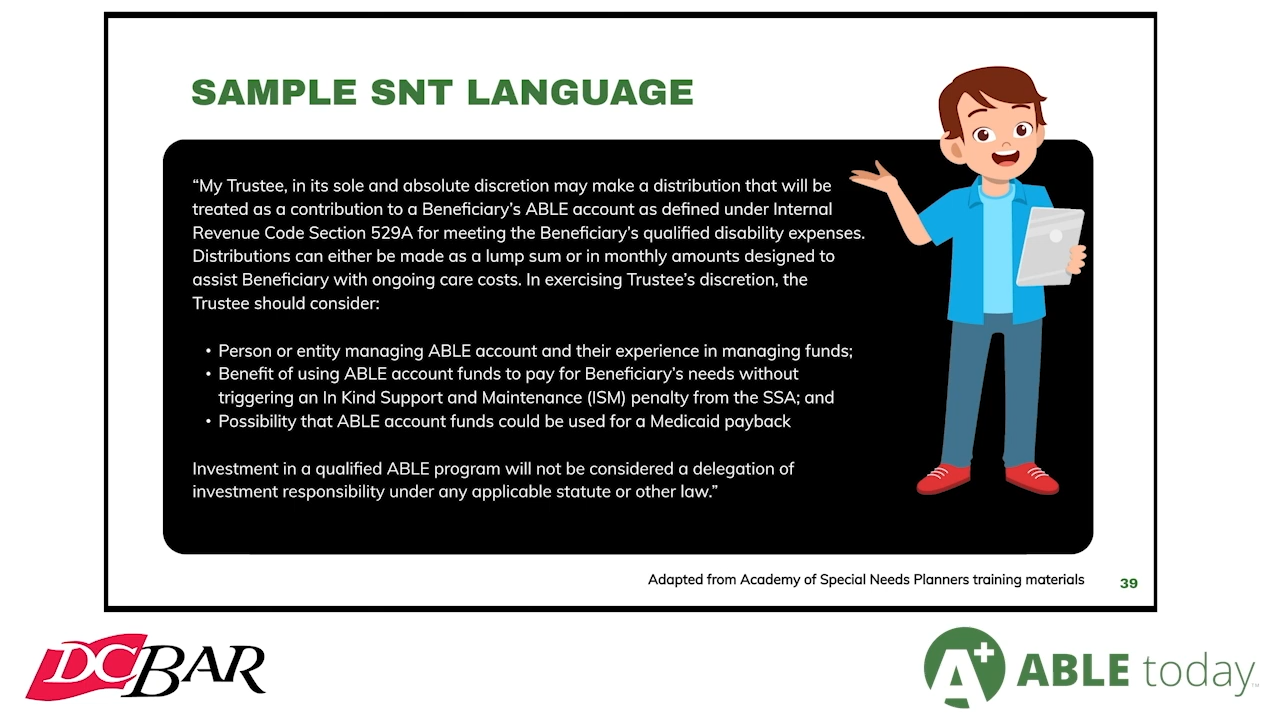 SAMPLE SNT LANGUAGE
“My Trustee, in its sole and absolute discretion may make a distribution that will be
treated as a contribution to a Beneficiary’s ABLE account as defined under Internal
Revenue Code Section 529A for meeting the Beneficiary’s qualified disability expenses.
Distributions can either be made as a lump sum or in monthly amounts designed to
assist Beneficiary with ongoing care costs. In exercising Trustee’s discretion, the
Trustee should consider:
• Person or entity managing ABLE account and their experience in managing funds;
• Benefit of using ABLE account funds to pay for Beneficiary’s needs without
triggering an In Kind Support and Maintenance (ISM) penalty from the SSA; and
• Possibility that ABLE account funds could be used for a Medicaid payback
Investment in a qualified ABLE program will not be considered a delegation of
investment responsibility under any applicable statute or other law.”
Adapted from Academy of Special Needs Planners training materials
39
DC BAR
A+ ABLE today™